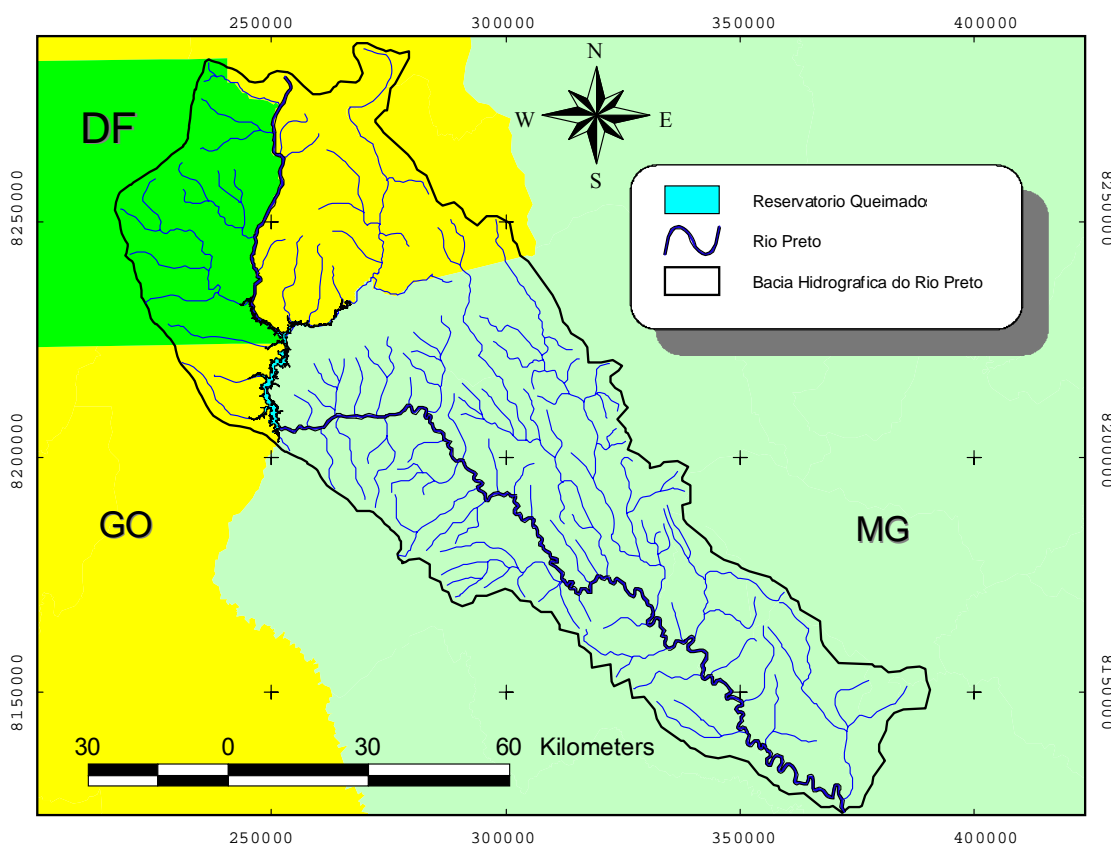 250000 300000 350000 400000
N
W E
S
DF
8250000 8250000
Reservatorio Queimado
Rio Preto
Bacia Hidrografica do Rio Preto
8200000 8200000
GO
MG
8150000 8150000
30 0 30 60 Kilometers
250000 300000 350000 400000